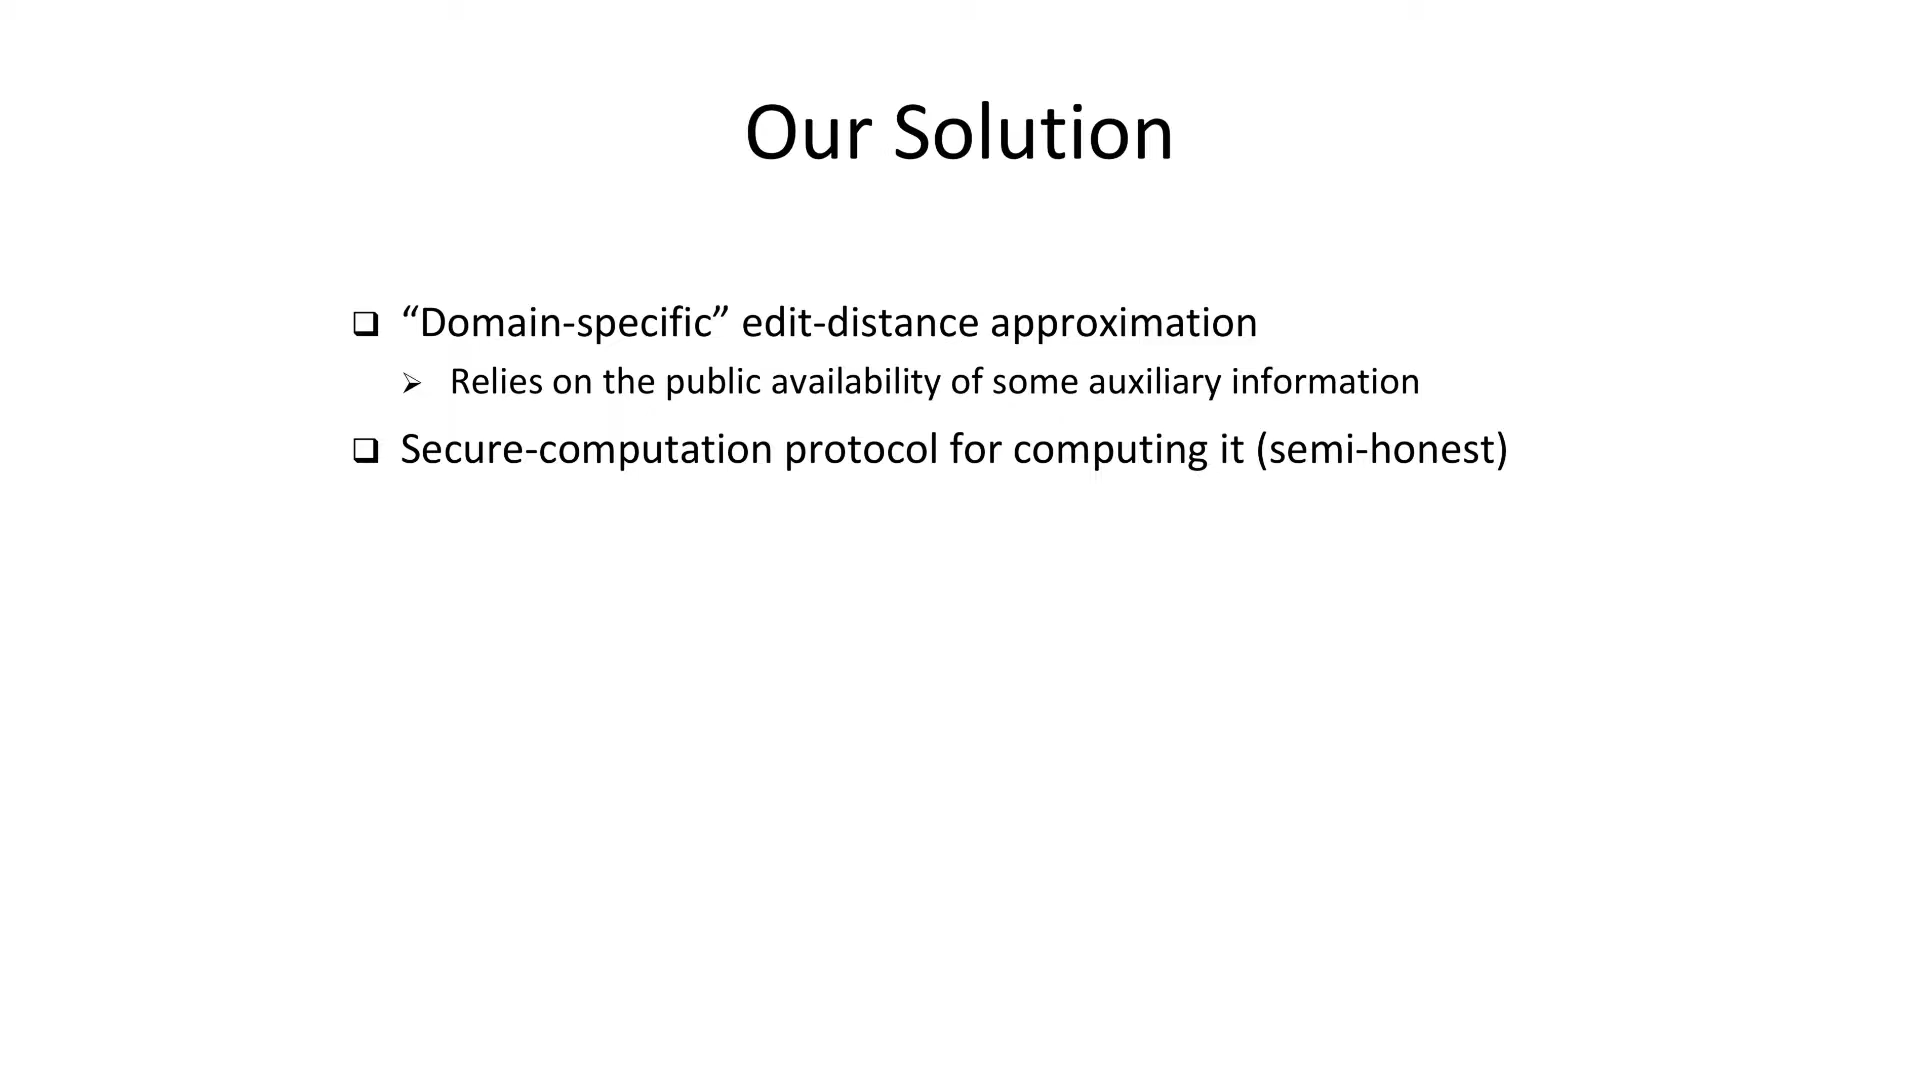 Our Solution
❑ “Domain-specific” edit-distance approximation
➢ Relies on the public availability of some auxiliary information
❑ Secure-computation protocol for computing it (semi-honest)